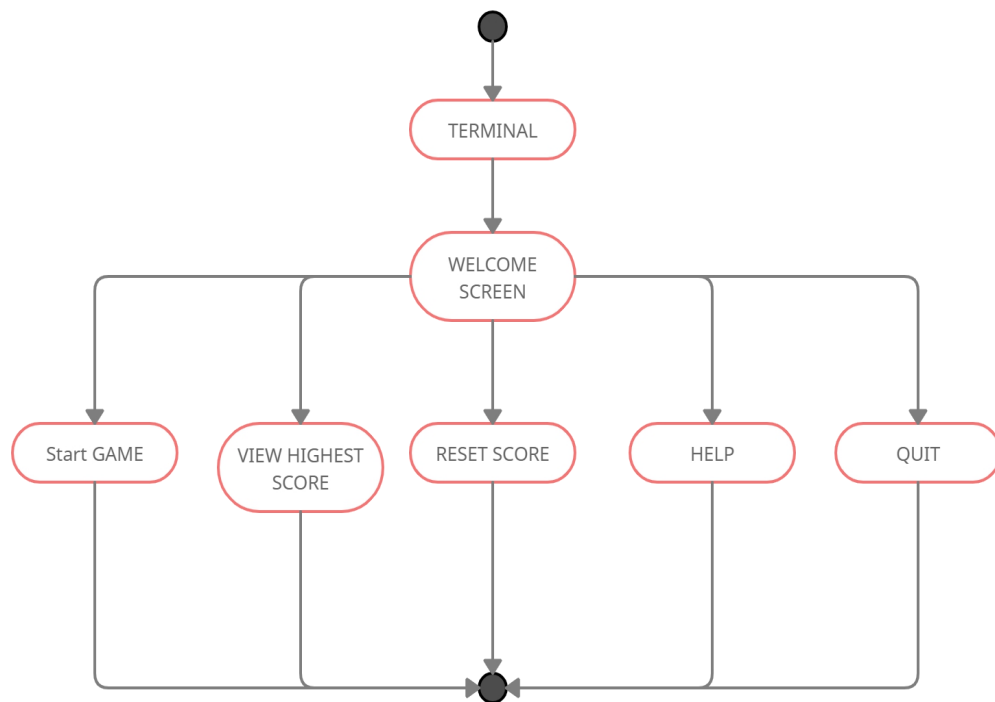 TERMINAL
WELCOME
SCREEN
Start GAME
VIEW HIGHEST
SCORE
RESET SCORE
HELP
QUIT